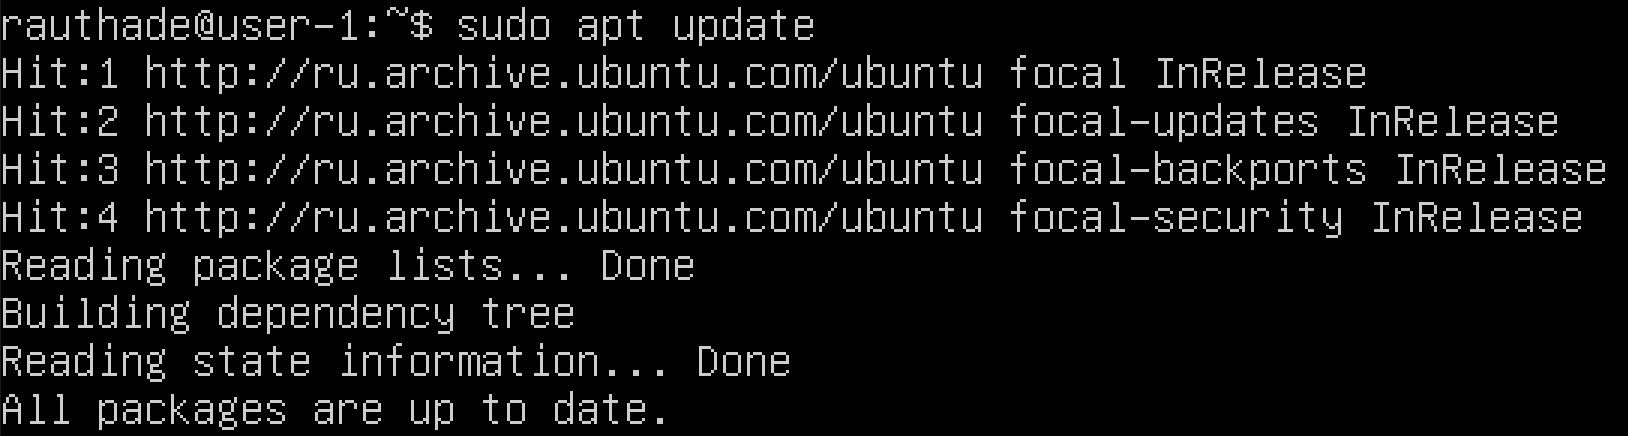 rauthade@user-1:~$ sudo apt update
Hit:1 http://ru.archive.ubuntu.com/ubuntu focal InRelease
Hit:2 http://ru.archive.ubuntu.com/ubuntu focal-updates InRelease
Hit:3 http://ru.archive.ubuntu.com/ubuntu focal-backports InRelease
Hit:4 http://ru.archive.ubuntu.com/ubuntu focal-security InRelease
Reading package lists... Done
Building dependency tree
Reading state information... Done
All packages are up to date.